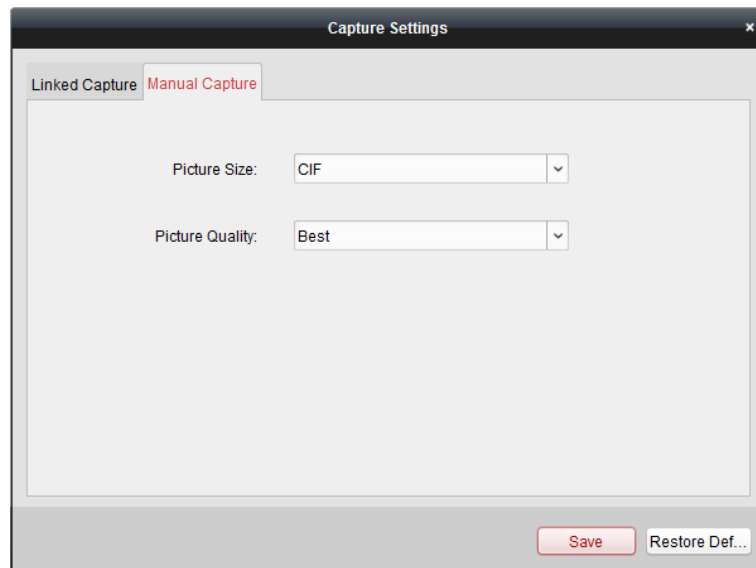 Capture Settings
×
Linked Capture Manual Capture
Picture Size: CIF
Picture Quality: Best
Save Restore Def...